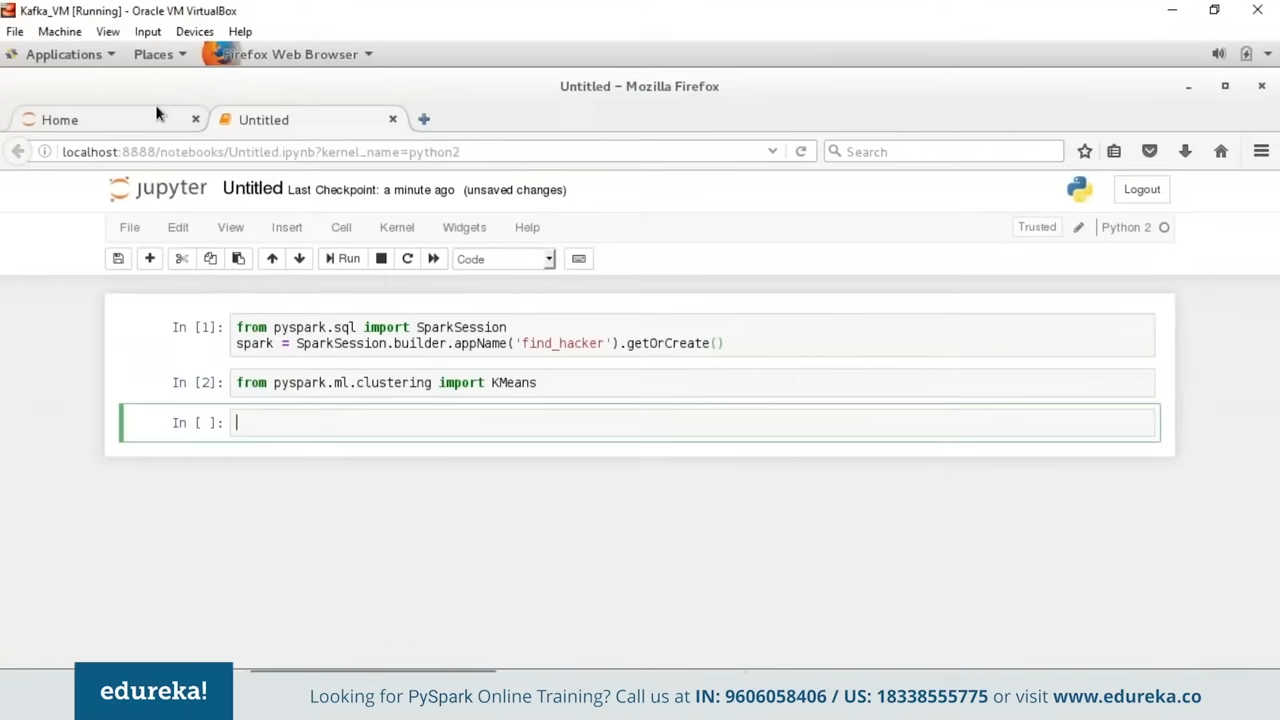 Kafka_VM [Running] - Oracle VM VirtualBox
File Machine View Input Devices Help
Applications Places Firefox Web Browser
Untitled - Mozilla Firefox
Home Untitled
localhost:8888/notebooks/Untitled.ipynb?kernel_name=python2 Search
jupyter Untitled Last Checkpoint: a minute ago (unsaved changes) Logout
File Edit View Insert Cell Kernel Widgets Help Trusted Python 2
Run Code
In [1]: from pyspark.sql import SparkSession
spark = SparkSession.builder.appName('find_hacker').getOrCreate()
In [2]: from pyspark.ml.clustering import KMeans
In [ ]:
edureka! Looking for PySpark Online Training? Call us at IN: 9606058406 / US: 18338555775 or visit www.edureka.co